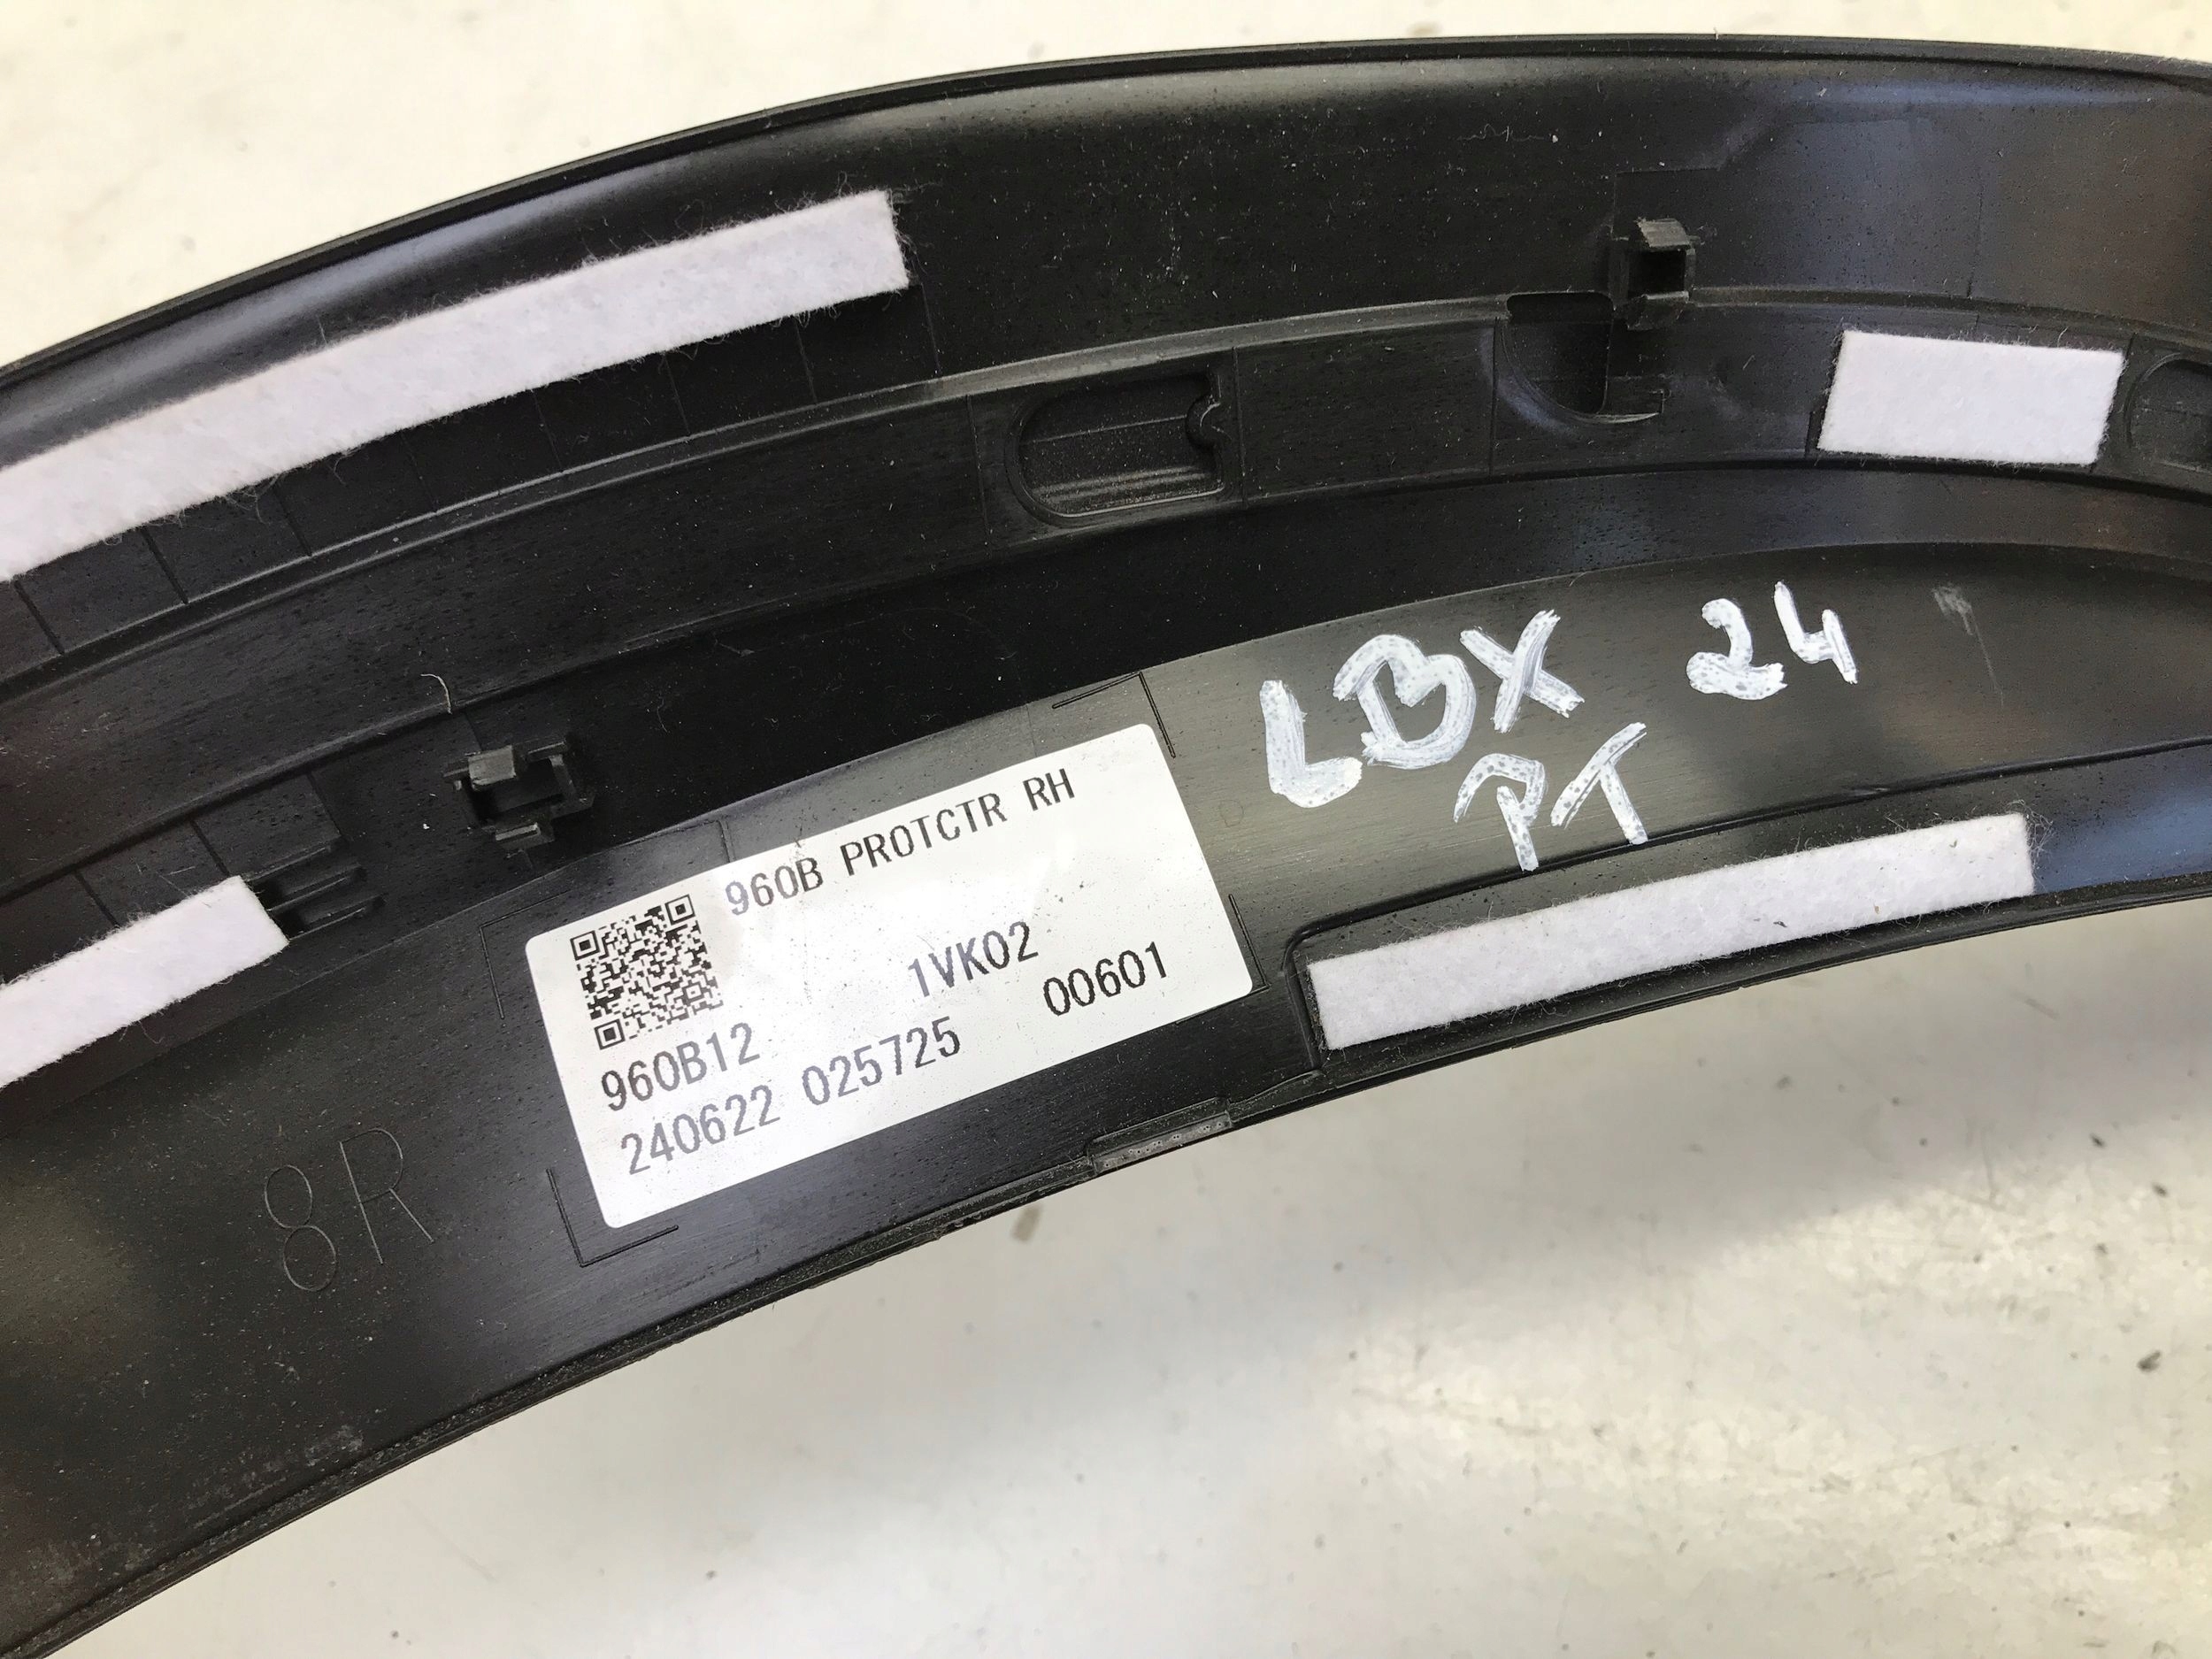 LBX 24
PT
960B PROTCTR RH
1VK02
960B12 00601
240622 025725
8R